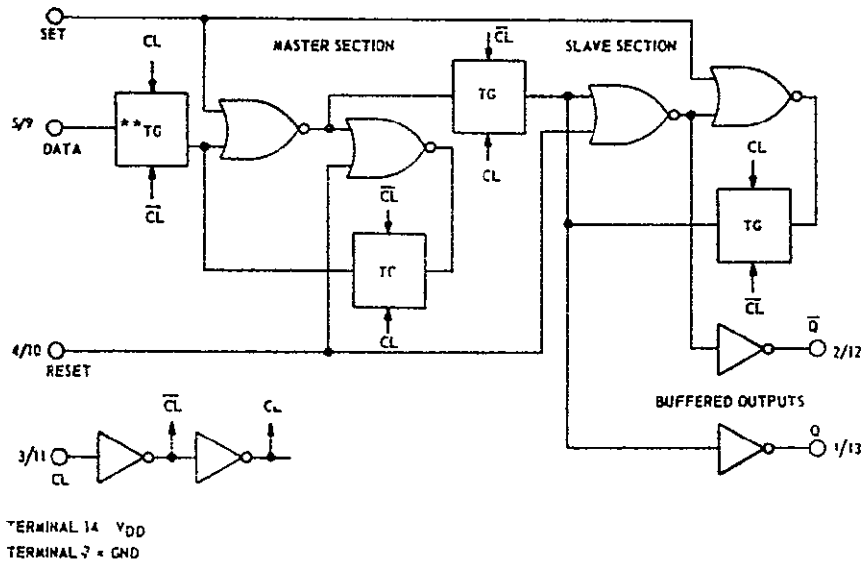 SET
CL
MASTER SECTION
CL
SLAVE SECTION
5/9
DATA
**TG
TG
CL
CL
CL
CL
TG
TC
CL
CL
4/10
RESET
Q
2/12
BUFFERED OUTPUTS
CL
CL
3/11
CL
Q
1/13
TERMINAL 14 VDD
TERMINAL 7 = GND